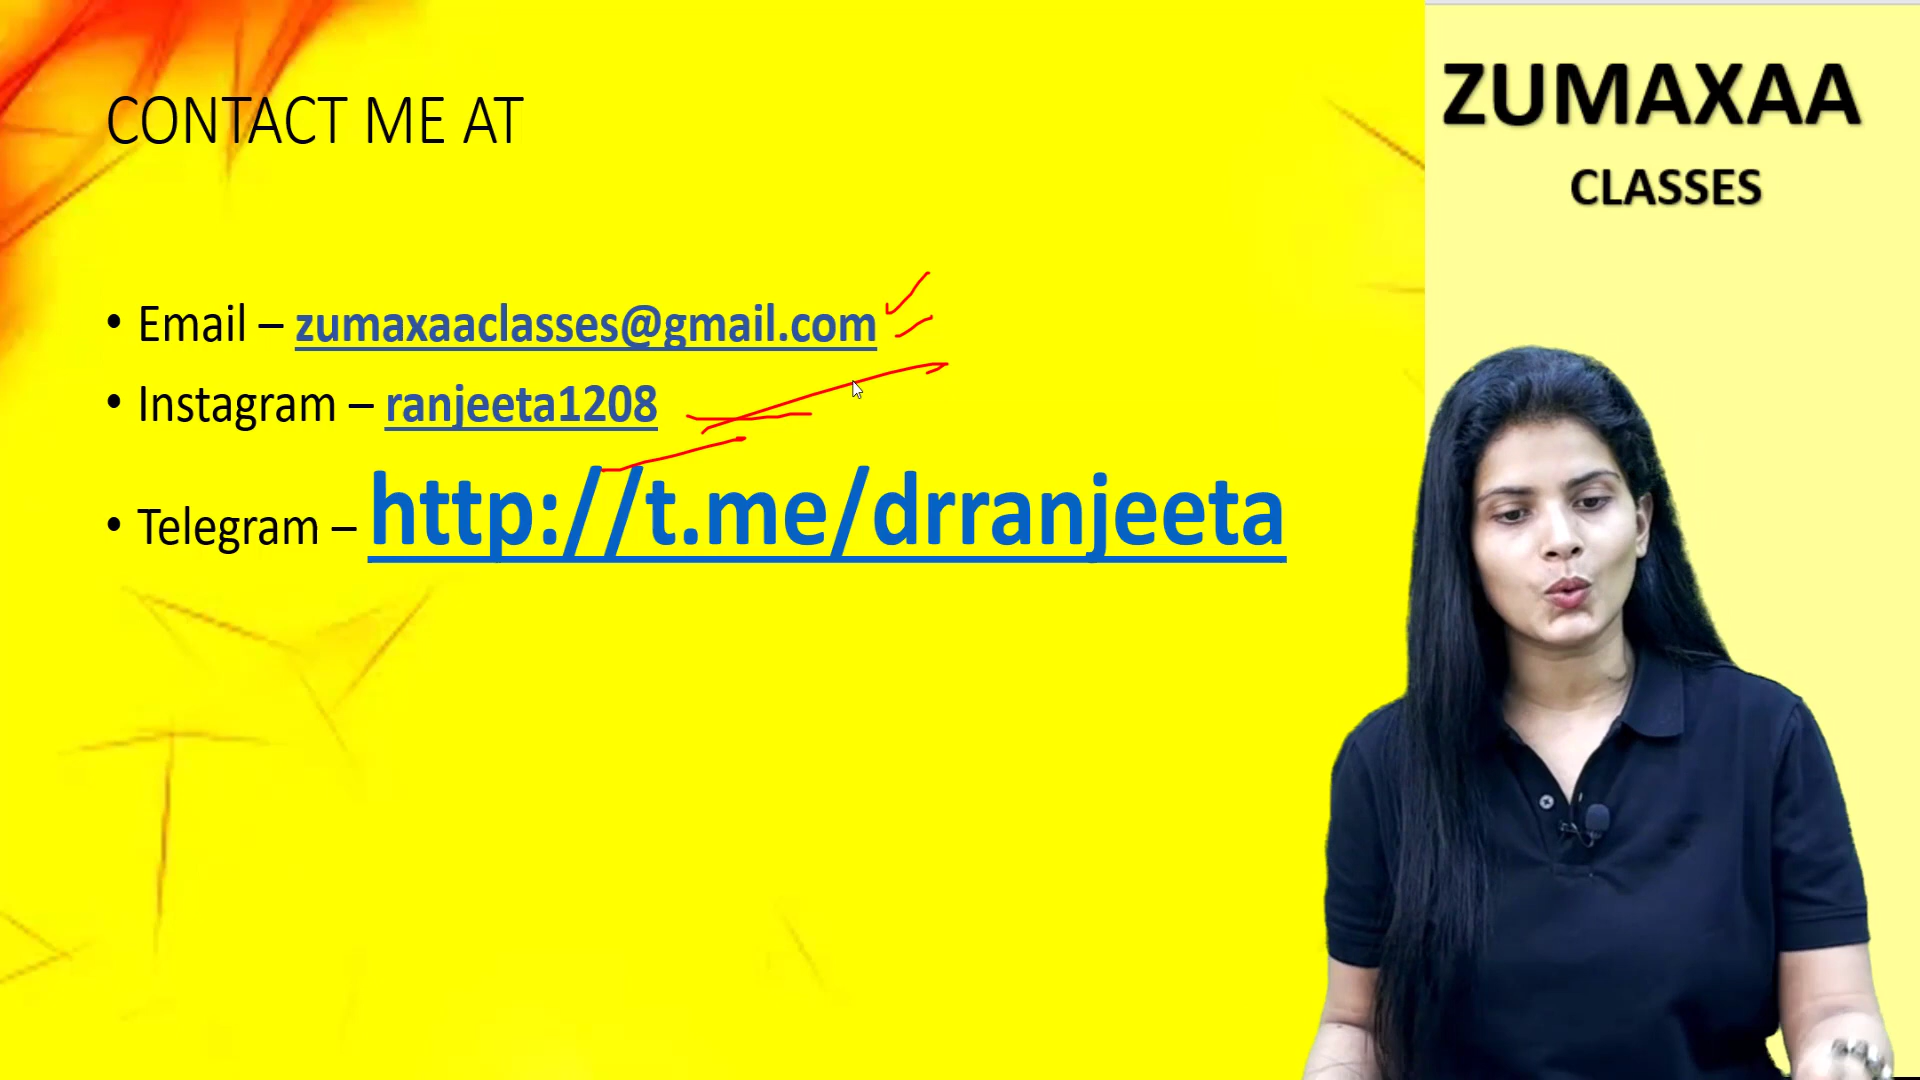 CONTACT ME AT
• Email – zumaxaaclasses@gmail.com
• Instagram – ranjeeta1208
• Telegram – http://t.me/drranjeeta
ZUMAXAA
CLASSES